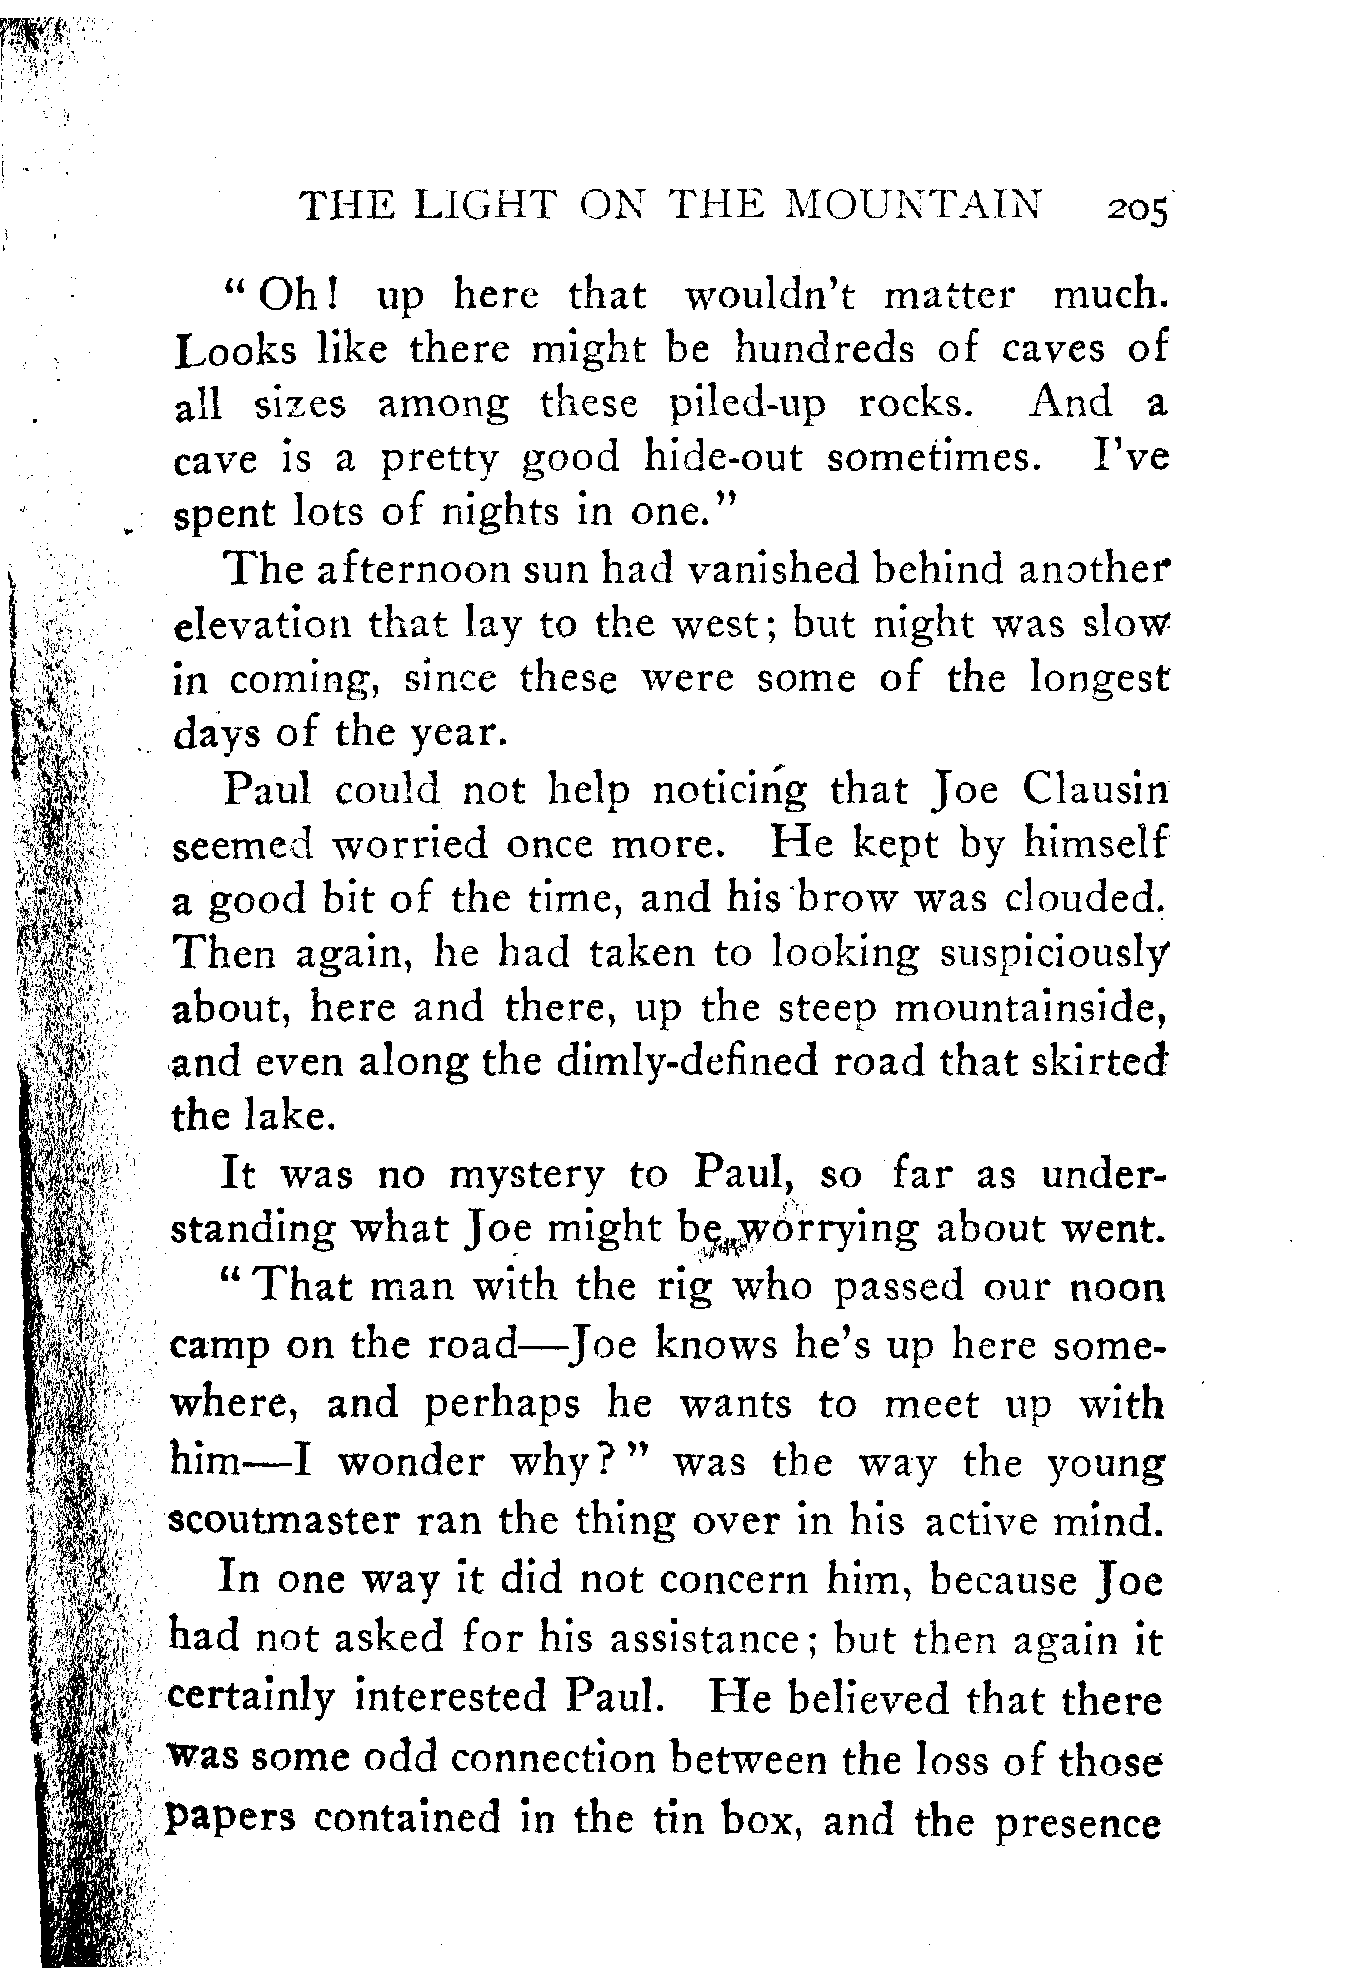 THE LIGHT ON THE MOUNTAIN 205
“ Oh! up here that wouldn't matter much.
Looks like there might be hundreds of caves of
all sizes among these piled-up rocks. And a
cave is a pretty good hide-out sometimes. I've
spent lots of nights in one.”
The afternoon sun had vanished behind another
elevation that lay to the west; but night was slow
in coming, since these were some of the longest
days of the year.
Paul could not help noticing that Joe Clausin
seemed worried once more. He kept by himself
a good bit of the time, and his brow was clouded.
Then again, he had taken to looking suspiciously
about, here and there, up the steep mountainside,
and even along the dimly-defined road that skirted
the lake.
It was no mystery to Paul, so far as under-
standing what Joe might be worrying about went.
“ That man with the rig who passed our noon
camp on the road—Joe knows he's up here some-
where, and perhaps he wants to meet up with
him—I wonder why? ” was the way the young
scoutmaster ran the thing over in his active mind.
In one way it did not concern him, because Joe
had not asked for his assistance; but then again it
certainly interested Paul. He believed that there
was some odd connection between the loss of those
papers contained in the tin box, and the presence